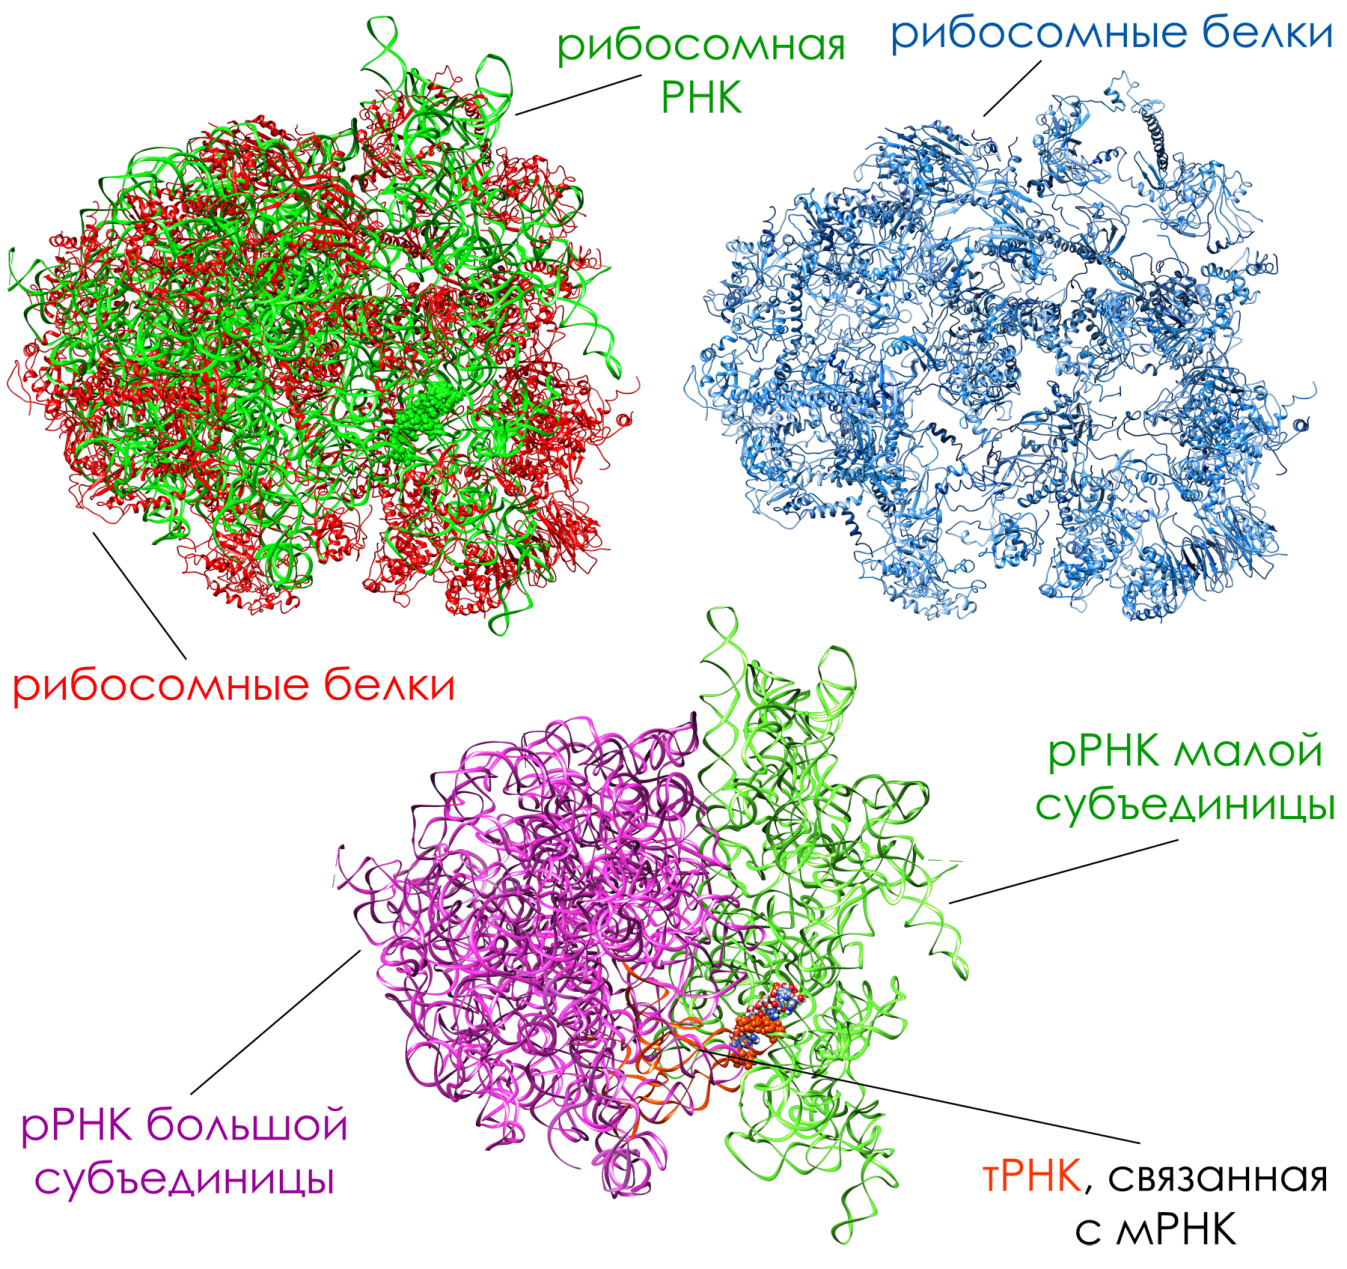 рибосомная
РНК
рибосомные белки
рибосомные белки
рРНК малой
субъединицы
рРНК большой
субъединицы
тРНК, связанная
с мРНК